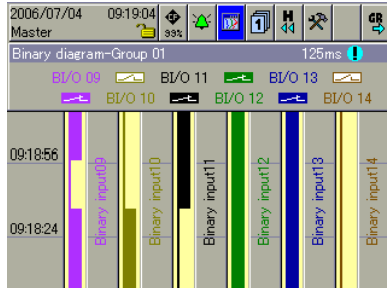 2006/07/04 09:19:04
Master 99% 1 H GR
Binary diagram-Group 01 125ms !
BI/O 09 BI/O 11 BI/O 13
BI/O 10 BI/O 12 BI/O 14
09:18:56
09:18:24
Binary input09
Binary input10
Binary input11
Binary input12
Binary input13
Binary input14